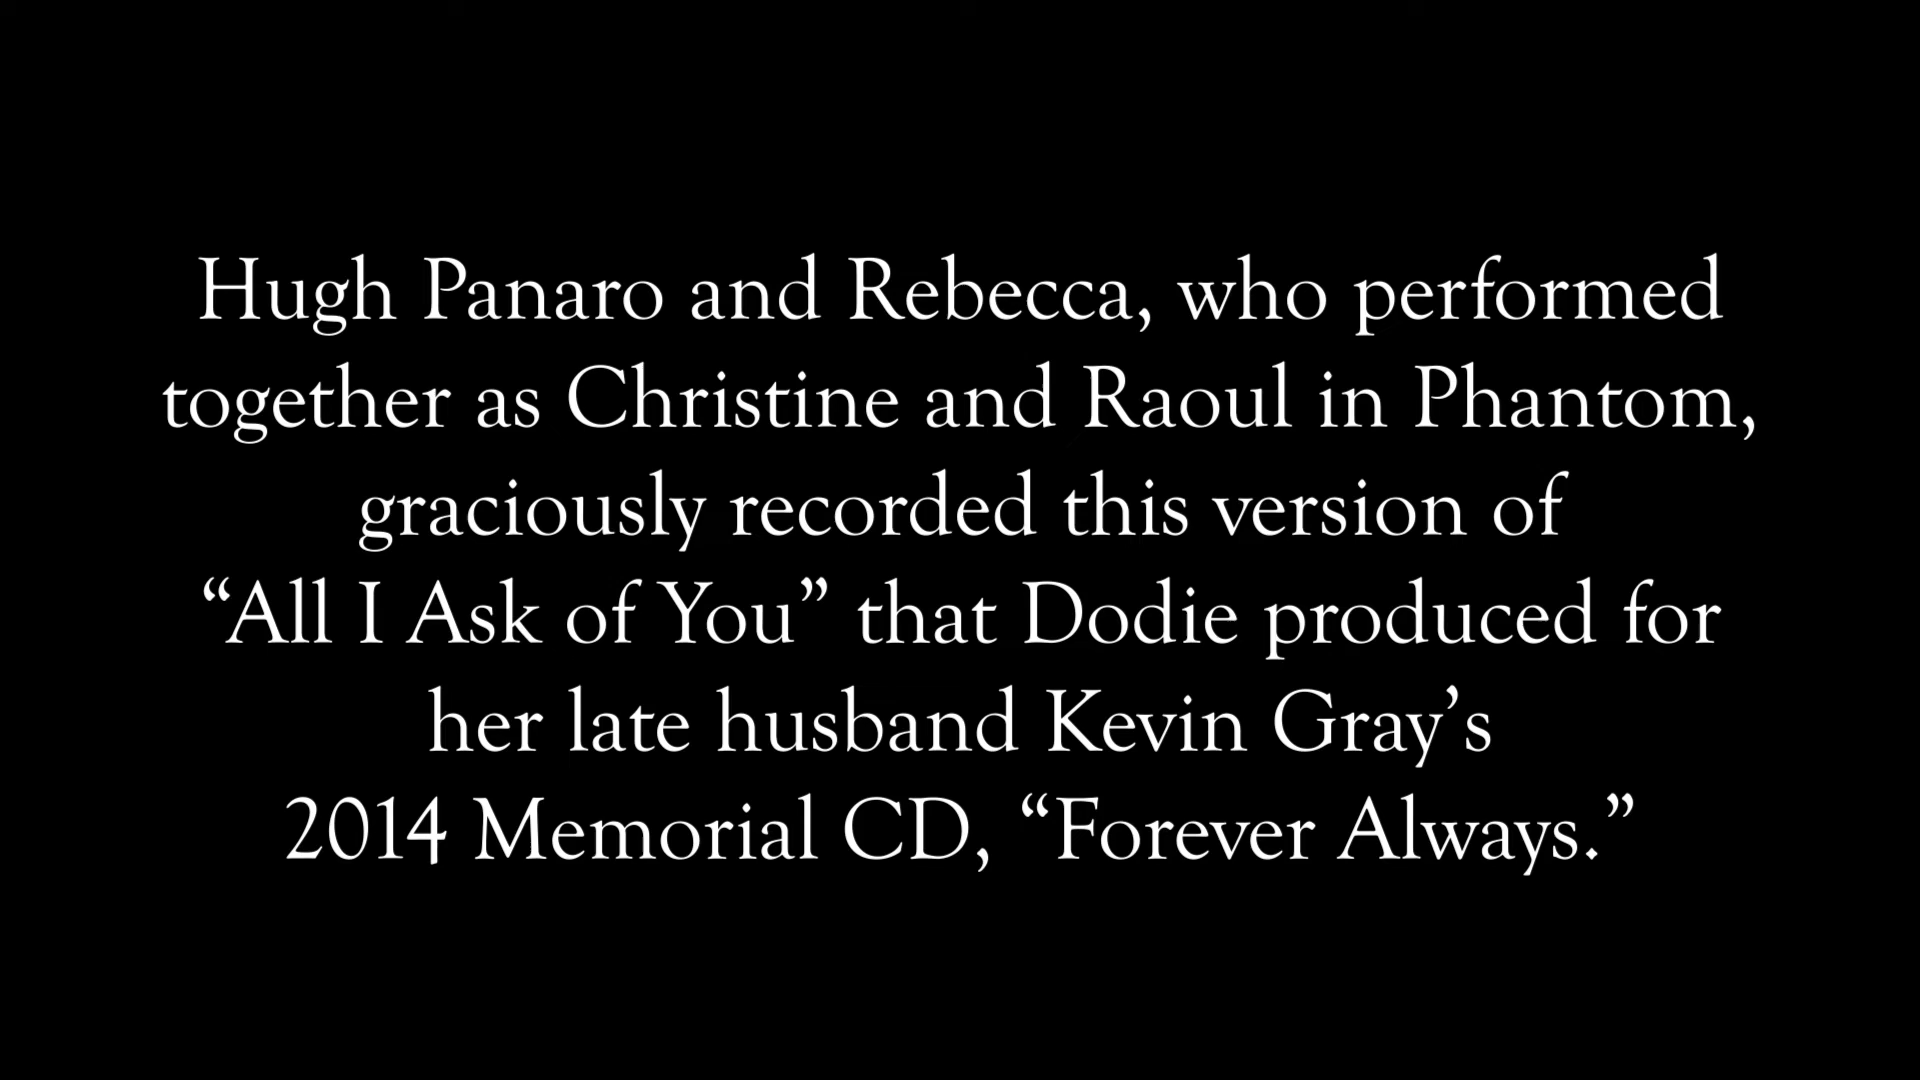 Hugh Panaro and Rebecca, who performed
together as Christine and Raoul in Phantom,
graciously recorded this version of
“All I Ask of You” that Dodie produced for
her late husband Kevin Gray’s
2014 Memorial CD, “Forever Always.”